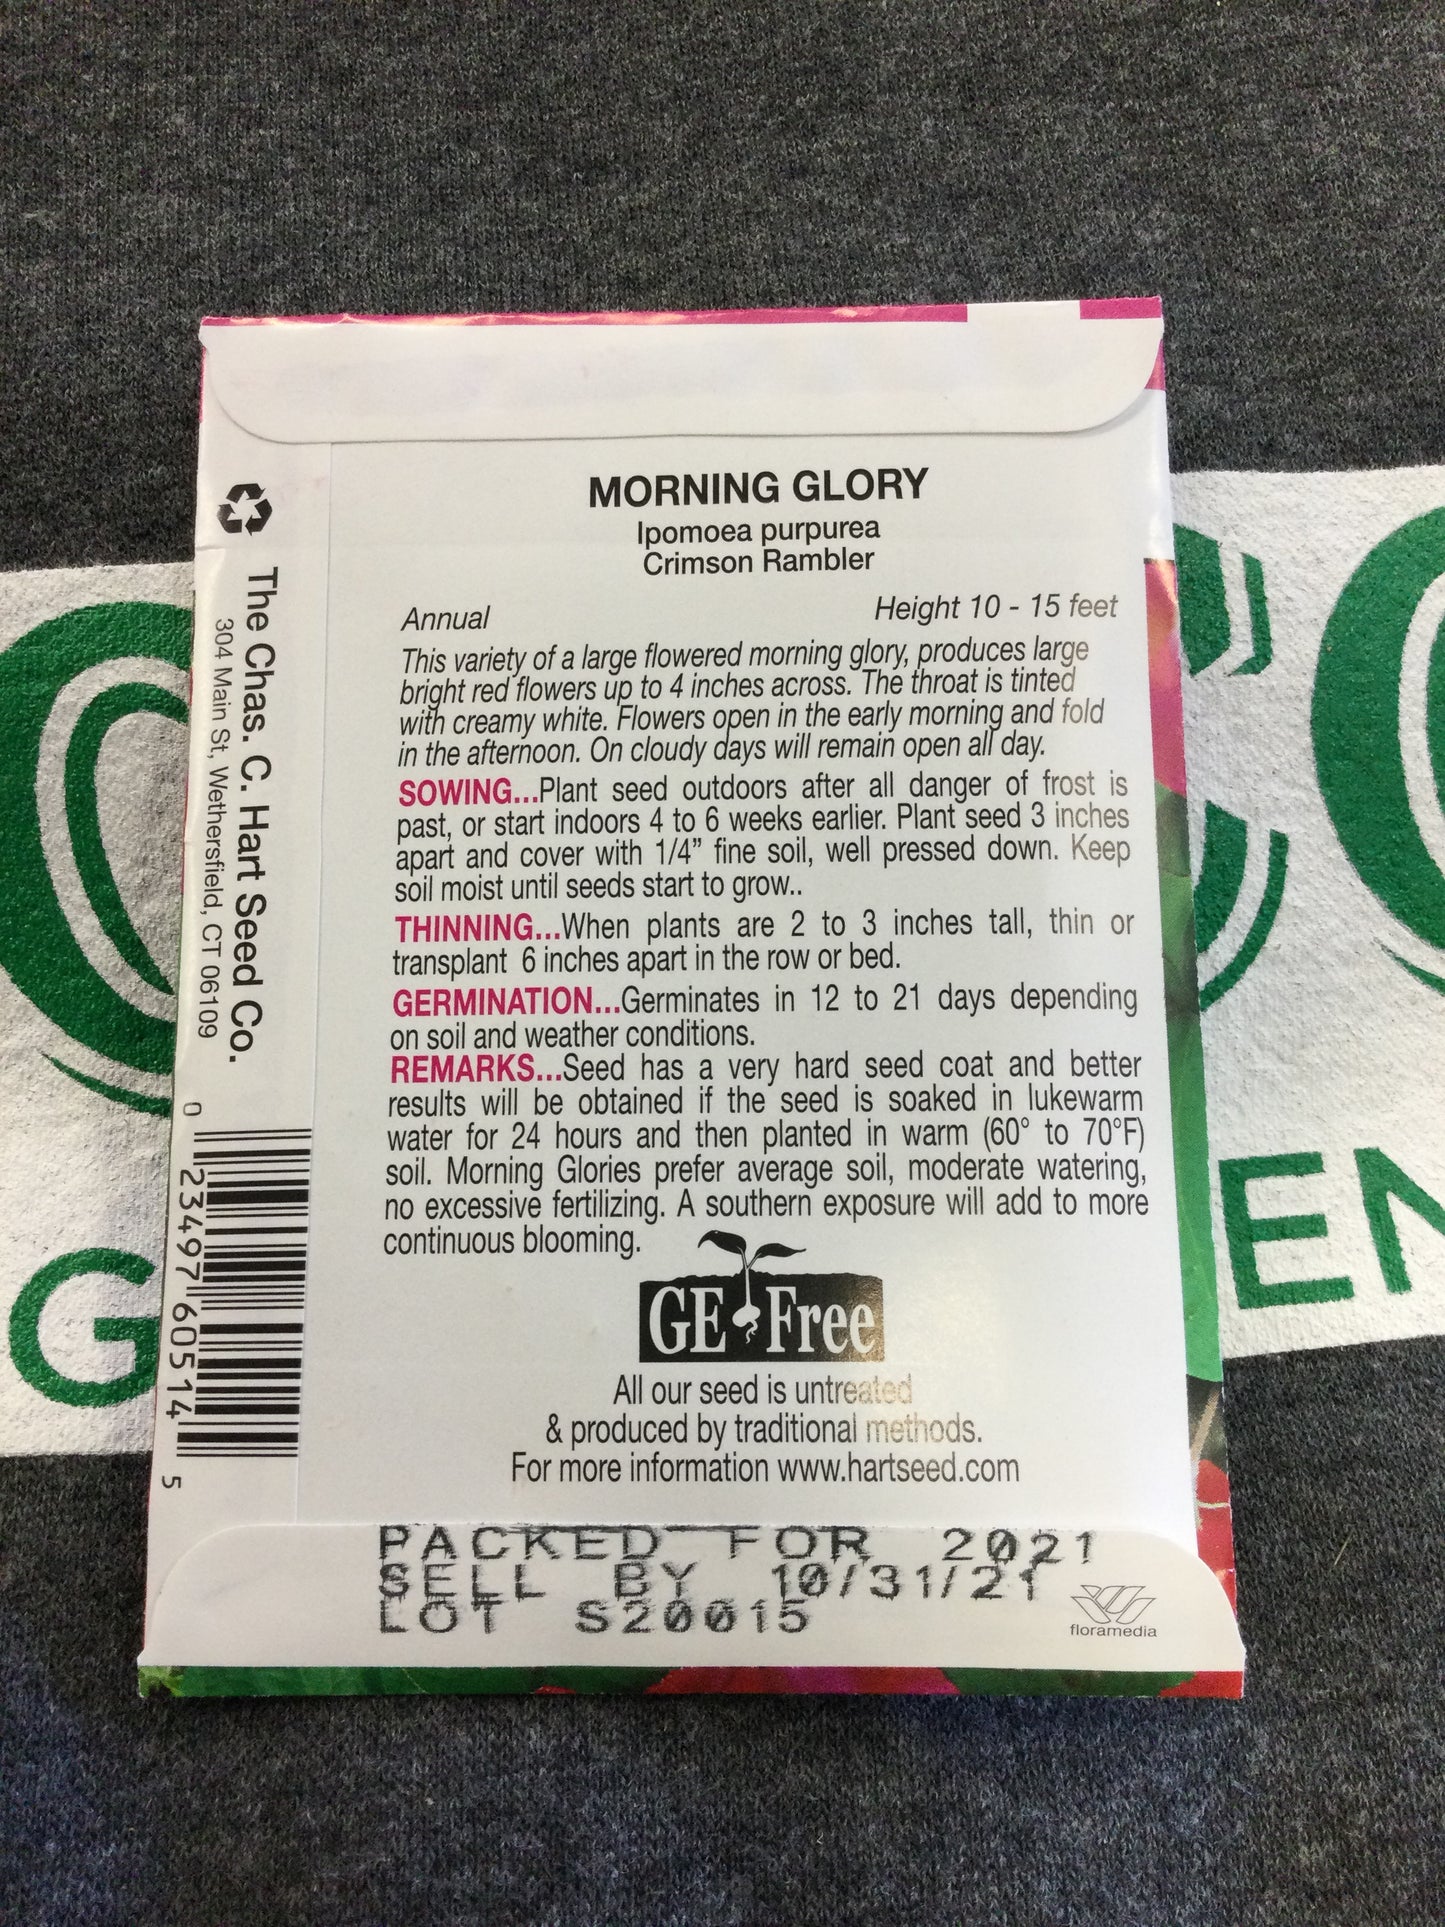 MORNING GLORY
Ipomoea purpurea
Crimson Rambler
Annual
Height 10 - 15 feet
This variety of a large flowered morning glory, produces large
bright red flowers up to 4 inches across. The throat is tinted
with creamy white. Flowers open in the early morning and fold
in the afternoon. On cloudy days will remain open all day.
SOWING...Plant seed outdoors after all danger of frost is
past, or start indoors 4 to 6 weeks earlier. Plant seed 3 inches
apart and cover with 1/4” fine soil, well pressed down. Keep
soil moist until seeds start to grow..
THINNING...When plants are 2 to 3 inches tall, thin or
transplant 6 inches apart in the row or bed.
GERMINATION...Germinates in 12 to 21 days depending
on soil and weather conditions.
REMARKS...Seed has a very hard seed coat and better
results will be obtained if the seed is soaked in lukewarm
water for 24 hours and then planted in warm (60° to 70°F)
soil. Morning Glories prefer average soil, moderate watering,
no excessive fertilizing. A southern exposure will add to more
continuous blooming.
GE Free
All our seed is untreated
& produced by traditional methods.
For more information www.hartseed.com
PACKED FOR 2021
SELL BY 10/31/21
LOT S20015
floramedia
The Chas. C. Hart Seed Co.
304 Main St, Wethersfield, CT 06109
0 23497 60514 5
G
EN